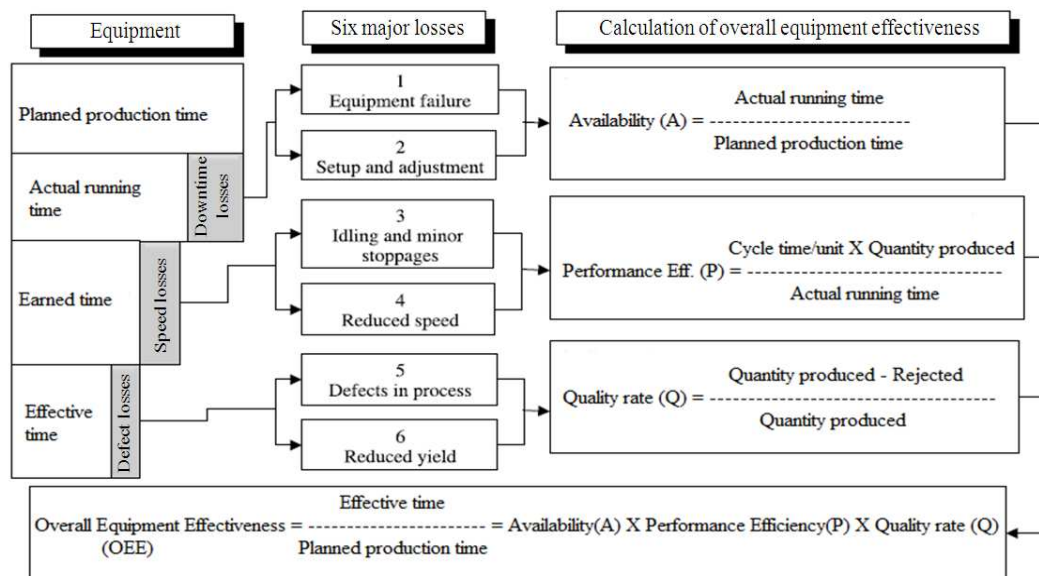 Equipment
Six major losses
Calculation of overall equipment effectiveness
Planned production time
Actual running
time
Downtime
losses
Earned time
Speed losses
Effective
time
Defect losses
1
Equipment failure
2
Setup and adjustment
3
Idling and minor
stoppages
4
Reduced speed
5
Defects in process
6
Reduced yield
Actual running time
Availability (A) = ----------------------------
Planned production time
Cycle time/unit X Quantity produced
Performance Eff. (P) = -----------------------------------
Actual running time
Quantity produced - Rejected
Quality rate (Q) = ----------------------------------------
Quantity produced
Effective time
Overall Equipment Effectiveness = ------------------------- = Availability(A) X Performance Efficiency(P) X Quality rate (Q)
(OEE) Planned production time